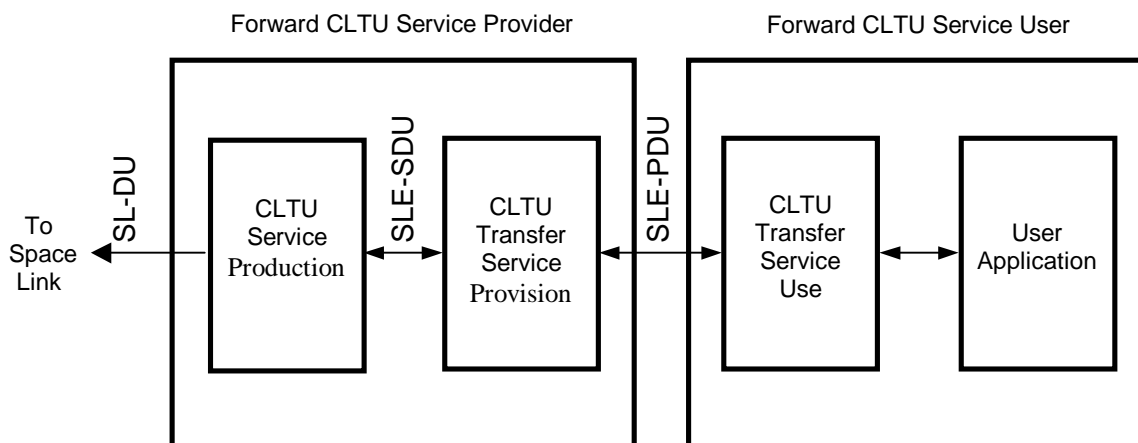 Forward CLTU Service Provider
Forward CLTU Service User
To
Space
Link
SL-DU
CLTU
Service
Production
SLE-SDU
CLTU
Transfer
Service
Provision
SLE-PDU
CLTU
Transfer
Service
Use
User
Application